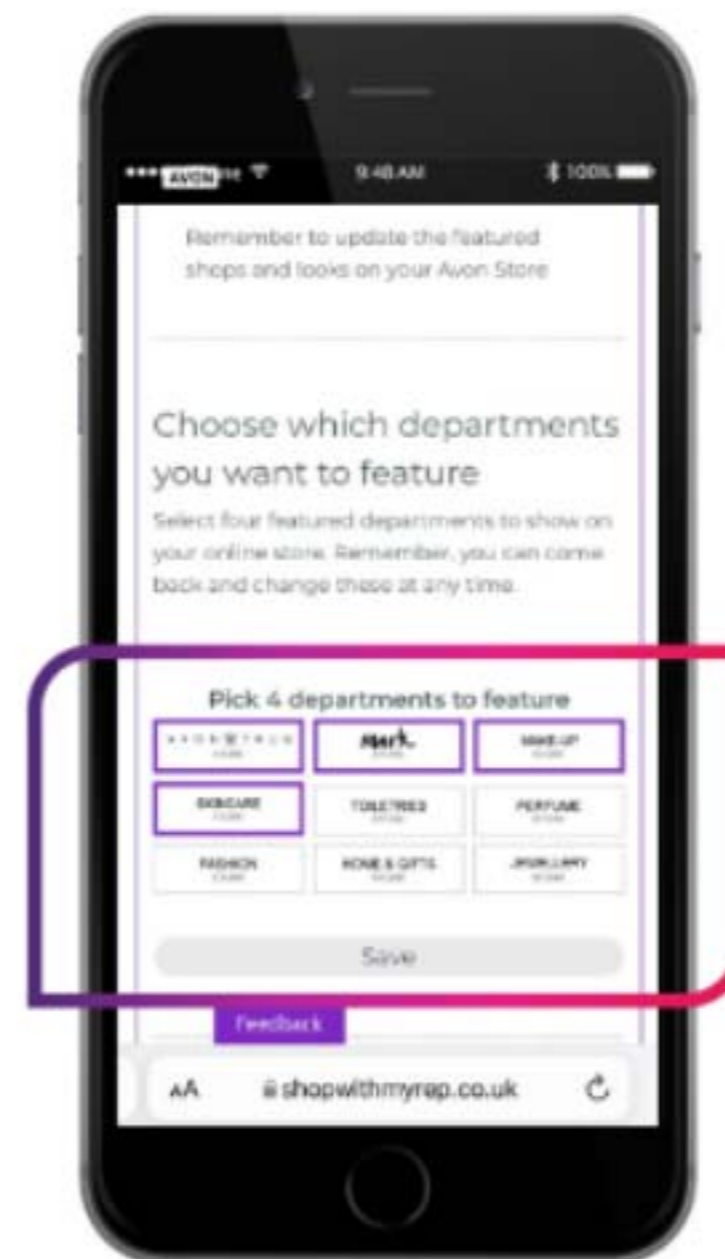 AVON ne 9:48 AM 100%
Remember to update the featured
shops and looks on your Avon Store
Choose which departments
you want to feature
Select four featured departments to show on
your online store. Remember, you can come
back and change these at any time.
Pick 4 departments to feature
mark. MAKE-UP
SKINCARE TOILETRIES PERFUME
FASHION HOME & GIFTS JEWELLERY
Save
Feedback
AA shopwithmyrep.co.uk